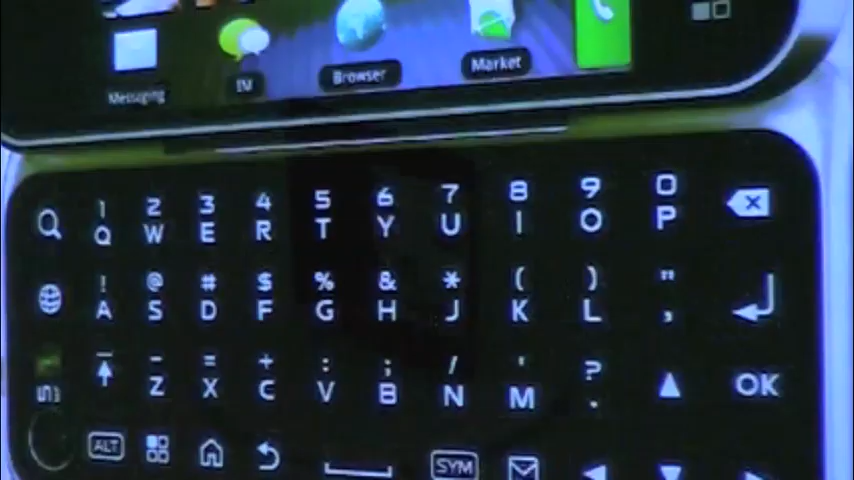 Messaging IM Browser Market
1 2 3 4 5 6 7 8 9 0
Q W E R T Y U I O P
! @ # $ % & * ( ) "
A S D F G H J K L ,
- = + : ; / ' ?
Z X C V B N M .
OK
ALT SYM